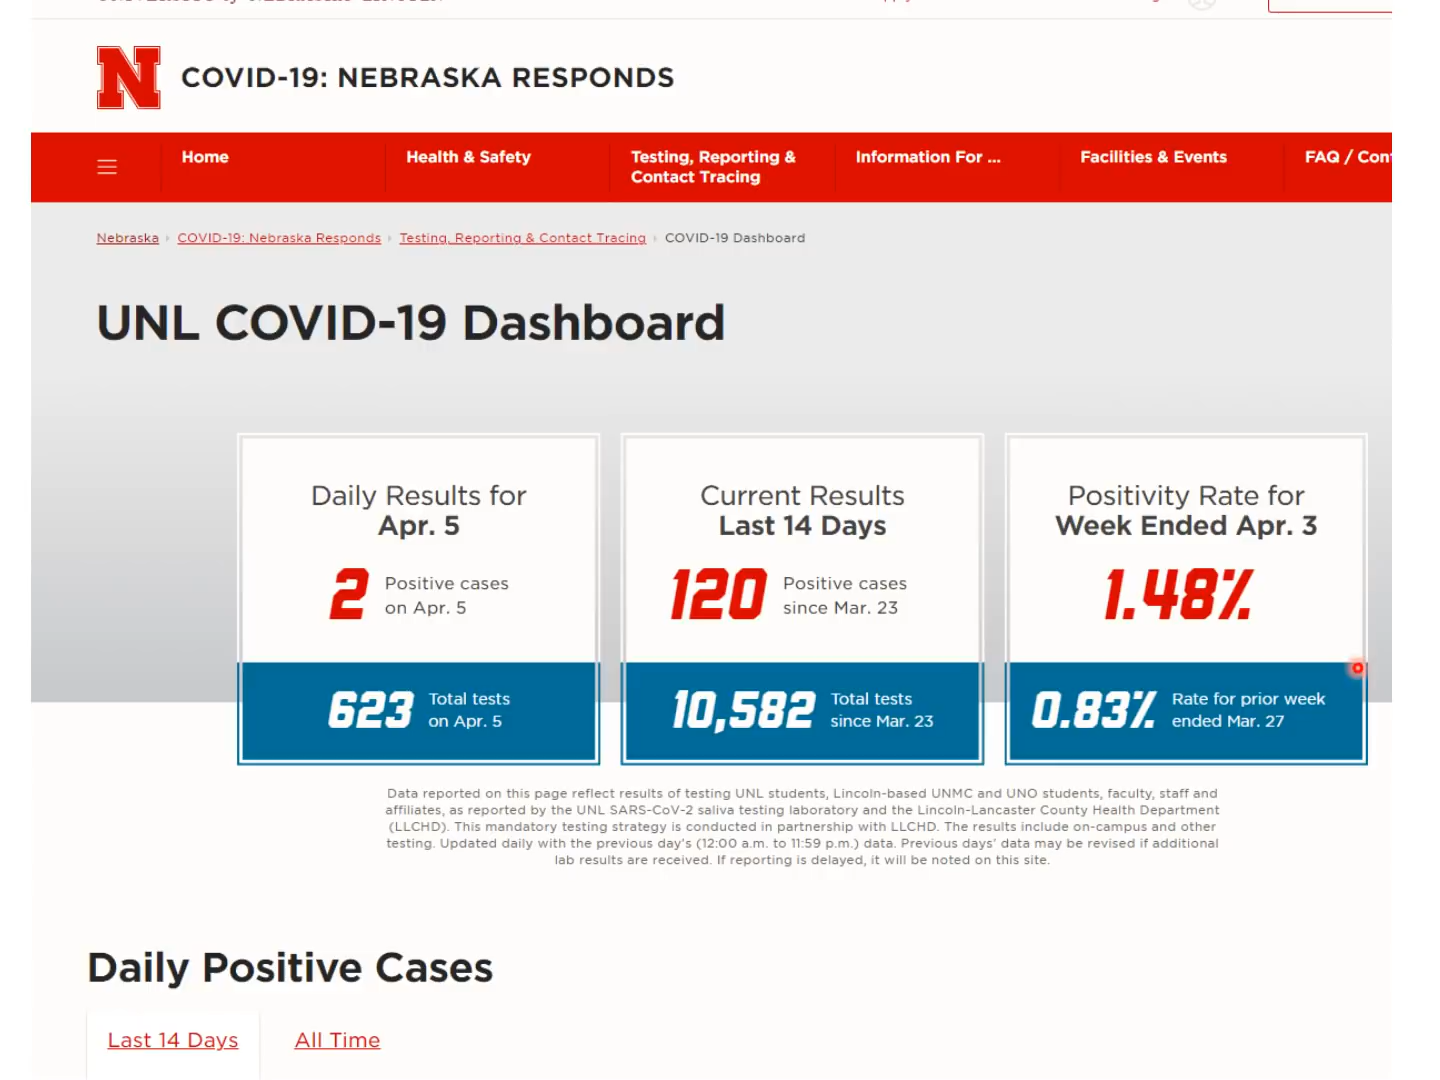 N
COVID-19: NEBRASKA RESPONDS
Home
Health & Safety
Testing, Reporting &
Contact Tracing
Information For ...
Facilities & Events
FAQ /
Nebraska
COVID-19: Nebraska Responds
Testing, Reporting & Contact Tracing
COVID-19 Dashboard
UNL COVID-19 Dashboard
Daily Results for
Apr. 5
2 Positive cases
on Apr. 5
623 Total tests
on Apr. 5
Current Results
Last 14 Days
120 Positive cases
since Mar. 23
10,582 Total tests
since Mar. 23
Positivity Rate for
Week Ended Apr. 3
1.48%
0.83% Rate for prior week
ended Mar. 27
Data reported on this page reflect results of testing UNL students, Lincoln-based UNMC and UNO students, faculty, staff and
affiliates, as reported by the UNL SARS-CoV-2 saliva testing laboratory and the Lincoln-Lancaster County Health Department
(LLCHD). This mandatory testing strategy is conducted in partnership with LLCHD. The results include on-campus and other
testing. Updated daily with the previous day's (12:00 a.m. to 11:59 p.m.) data. Previous days' data may be revised if additional
lab results are received. If reporting is delayed, it will be noted on this site.
Daily Positive Cases
Last 14 Days
All Time